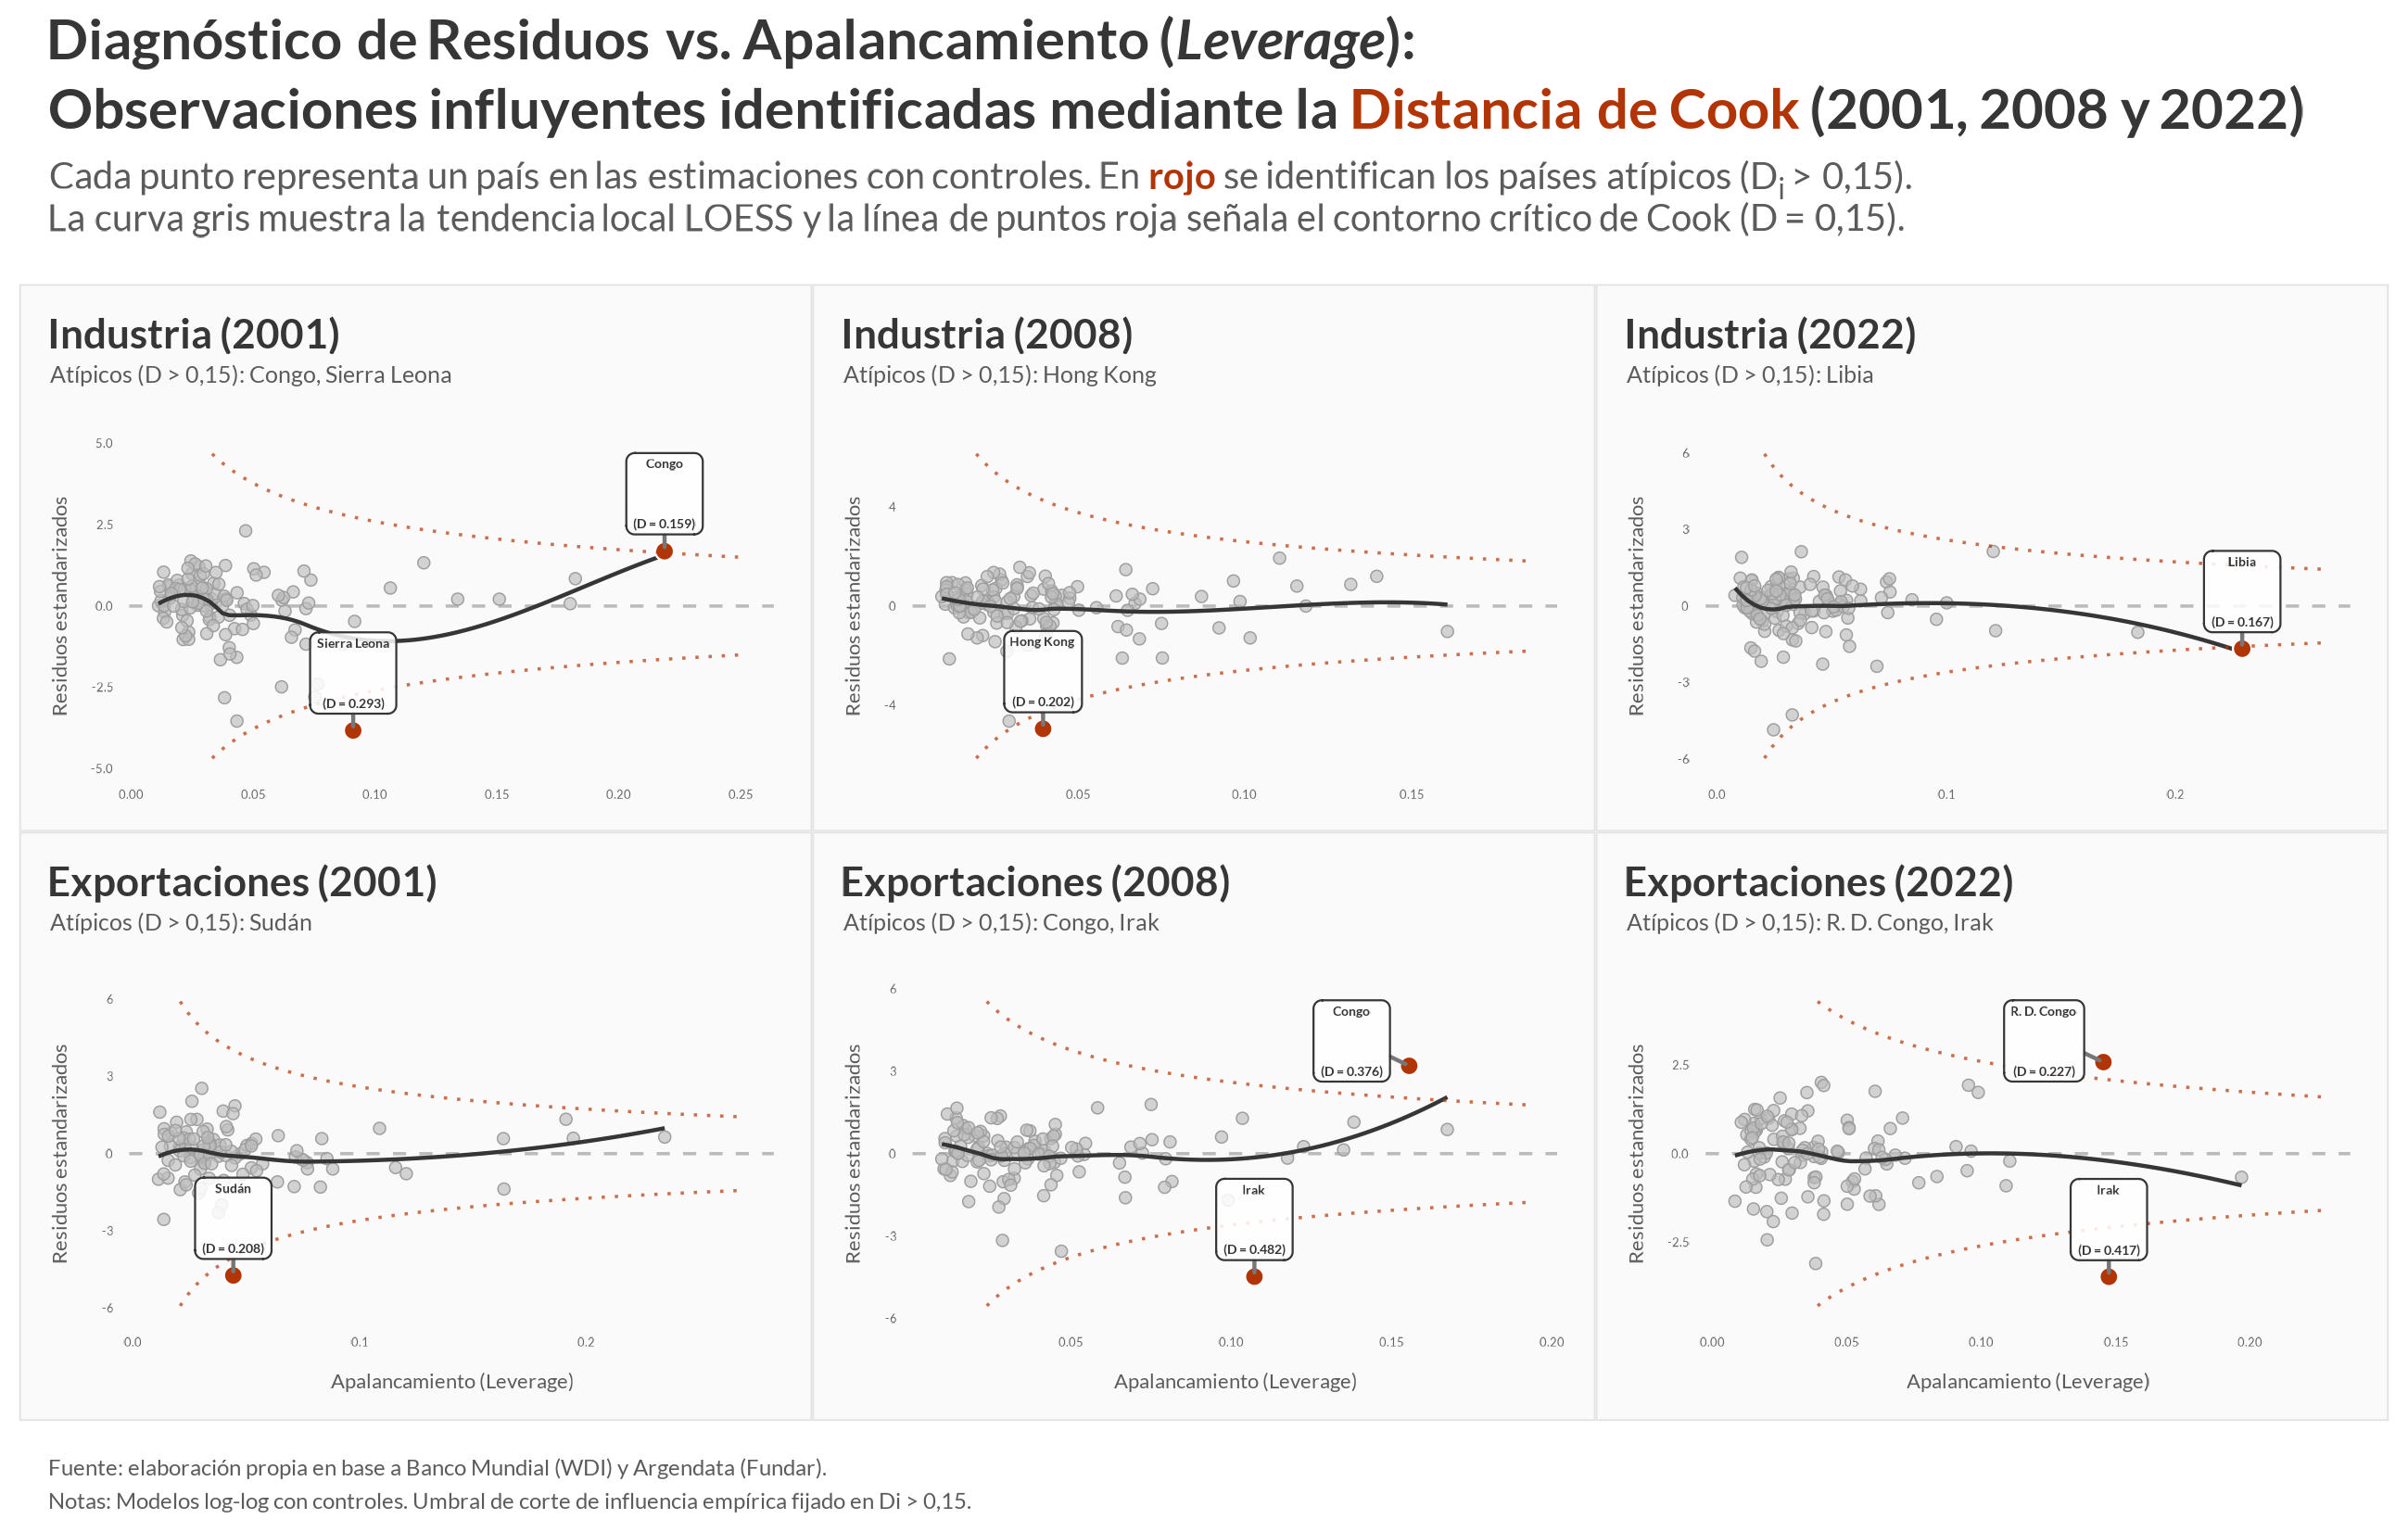 Diagnóstico de Residuos vs. Apalancamiento (Leverage):
Observaciones influyentes identificadas mediante la Distancia de Cook (2001, 2008 y 2022)
Cada punto representa un país en las estimaciones con controles. En rojo se identifican los países atípicos (Di > 0,15).
La curva gris muestra la tendencia local LOESS y la línea de puntos roja señala el contorno crítico de Cook (D = 0,15).
Industria (2001)
Atípicos (D > 0,15): Congo, Sierra Leona
Residuos estandarizados
5.0
2.5
0.0
-2.5
-5.0
Congo
(D = 0.159)
Sierra Leona
(D = 0.293)
0.00 0.05 0.10 0.15 0.20 0.25
Industria (2008)
Atípicos (D > 0,15): Hong Kong
Residuos estandarizados
4
0
-4
Hong Kong
(D = 0.202)
0.05 0.10 0.15
Industria (2022)
Atípicos (D > 0,15): Libia
Residuos estandarizados
6
3
0
-3
-6
Libia
(D = 0.167)
0.0 0.1 0.2
Exportaciones (2001)
Atípicos (D > 0,15): Sudán
Residuos estandarizados
6
3
0
-3
-6
Sudán
(D = 0.208)
0.0 0.1 0.2
Apalancamiento (Leverage)
Exportaciones (2008)
Atípicos (D > 0,15): Congo, Irak
Residuos estandarizados
6
3
0
-3
-6
Congo
(D = 0.376)
Irak
(D = 0.482)
0.05 0.10 0.15 0.20
Apalancamiento (Leverage)
Exportaciones (2022)
Atípicos (D > 0,15): R. D. Congo, Irak
Residuos estandarizados
2.5
0.0
-2.5
R. D. Congo
(D = 0.227)
Irak
(D = 0.417)
0.00 0.05 0.10 0.15 0.20
Apalancamiento (Leverage)
Fuente: elaboración propia en base a Banco Mundial (WDI) y Argendata (Fundar).
Notas: Modelos log-log con controles. Umbral de corte de influencia empírica fijado en Di > 0,15.